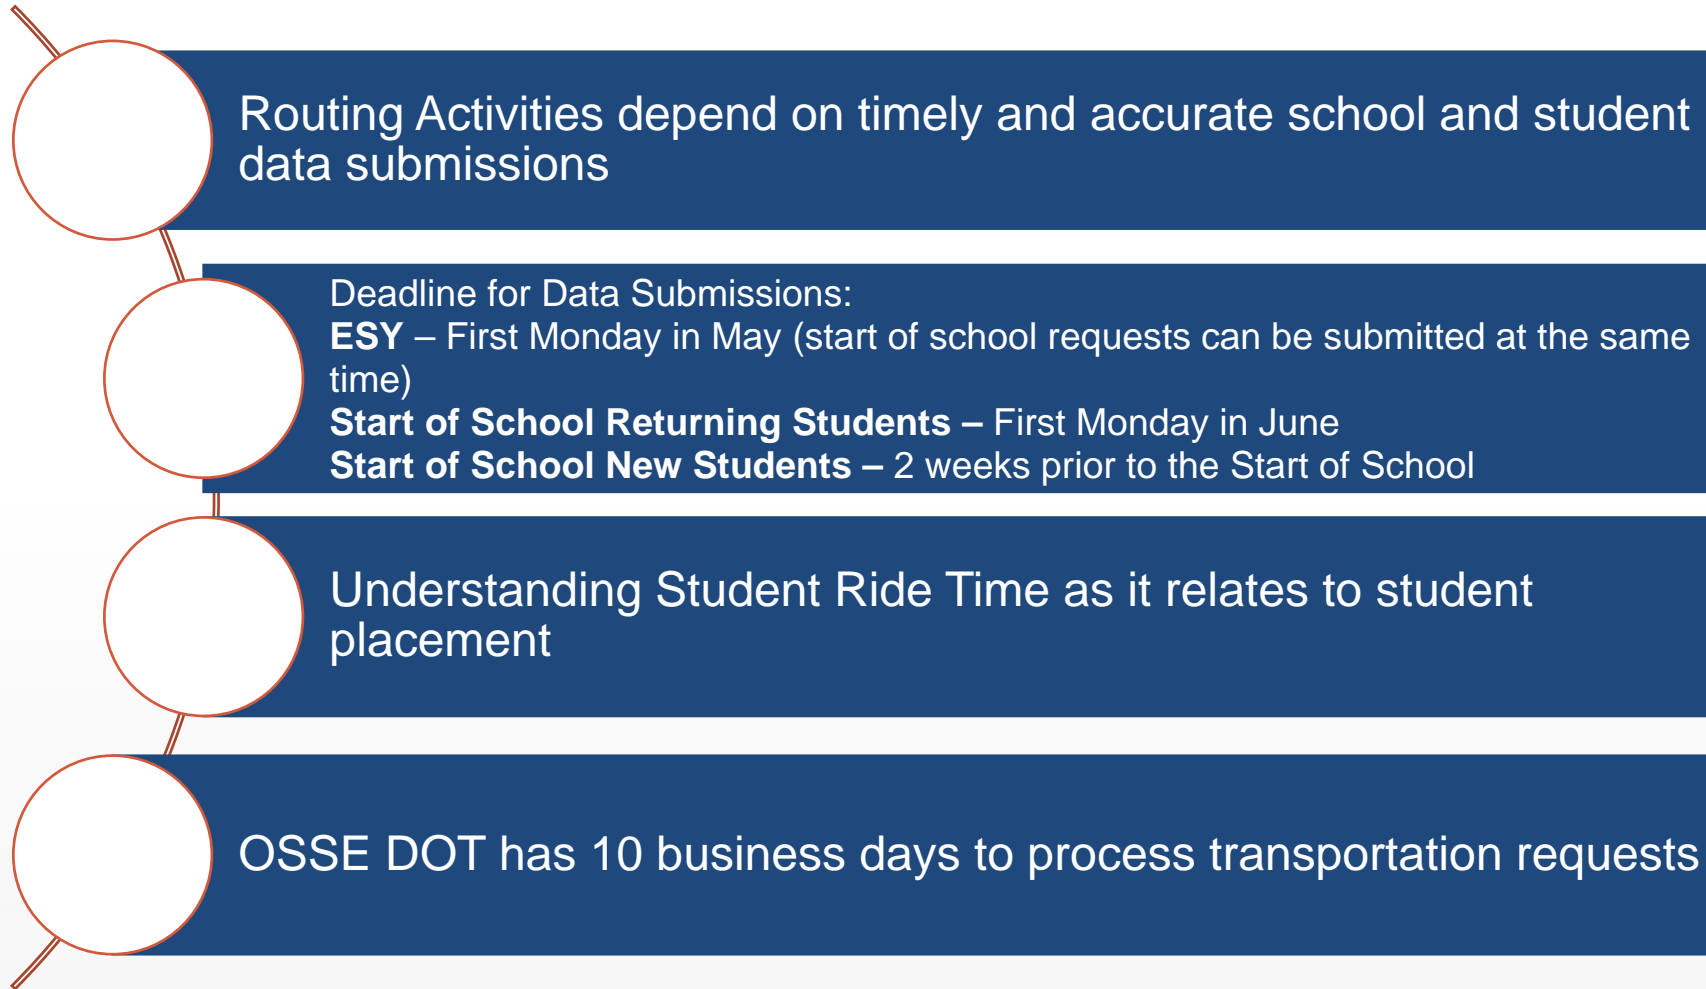 Routing Activities depend on timely and accurate school and student
data submissions
Deadline for Data Submissions:
ESY – First Monday in May (start of school requests can be submitted at the same
time)
Start of School Returning Students – First Monday in June
Start of School New Students – 2 weeks prior to the Start of School
Understanding Student Ride Time as it relates to student
placement
OSSE DOT has 10 business days to process transportation requests